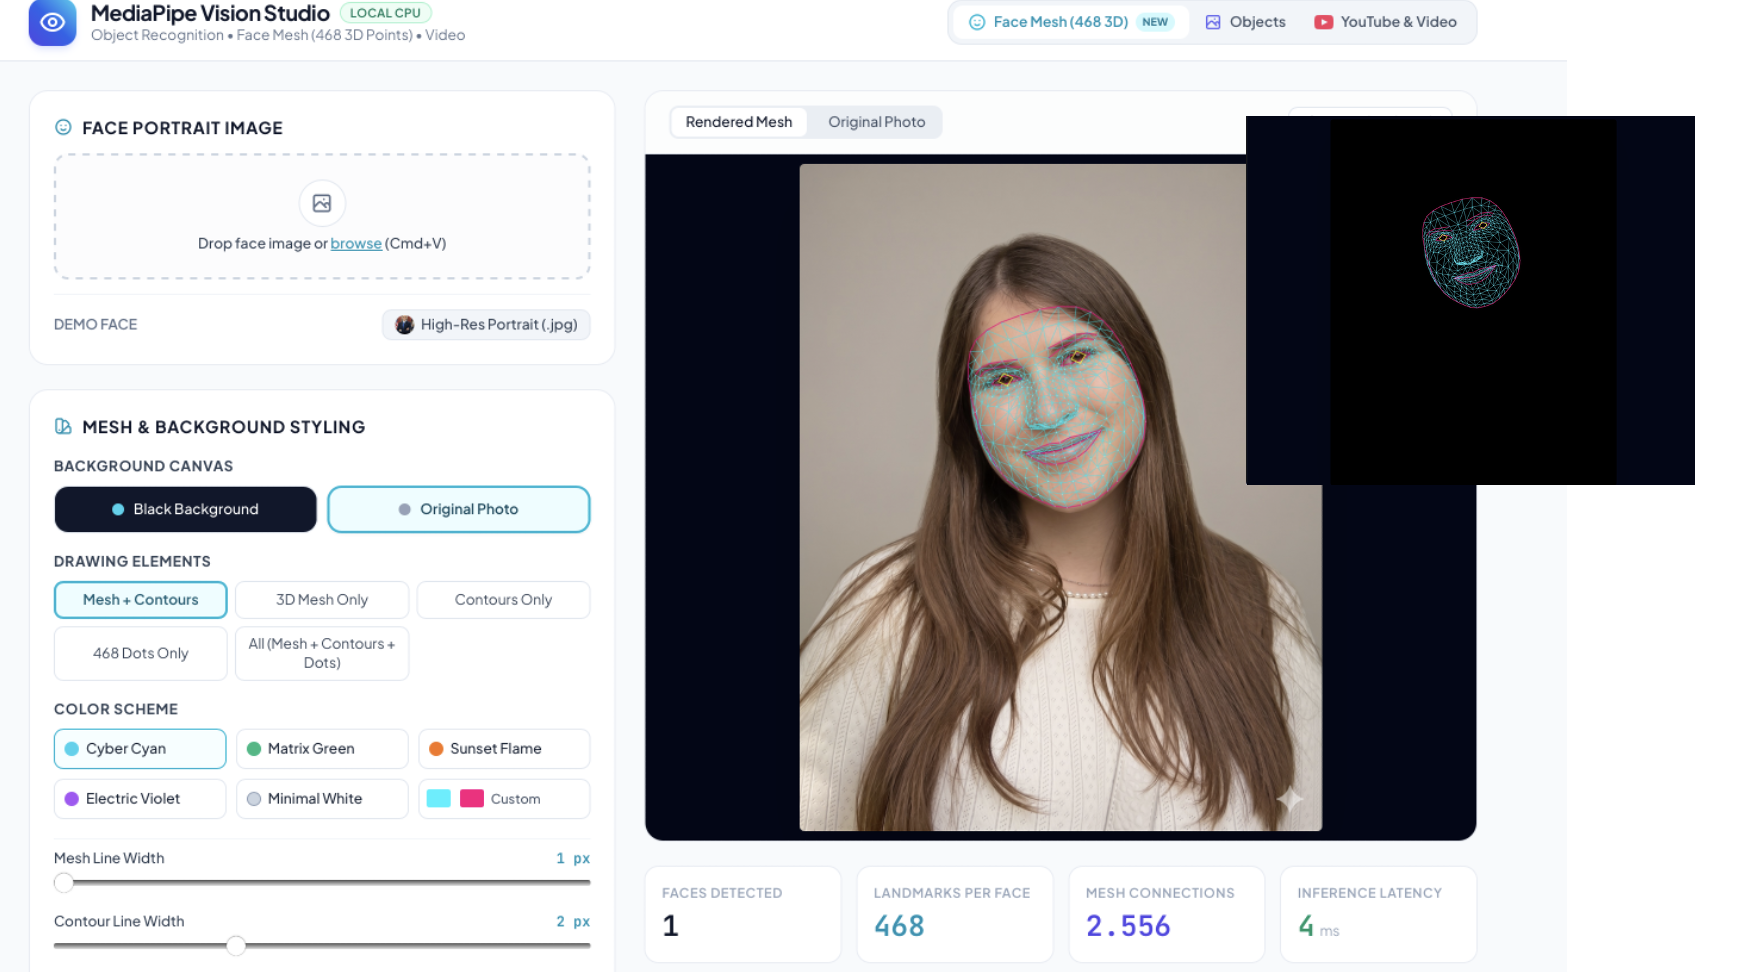 MediaPipe Vision Studio LOCAL CPU
Object Recognition • Face Mesh (468 3D Points) • Video
Face Mesh (468 3D) NEW
Objects
YouTube & Video
FACE PORTRAIT IMAGE
Drop face image or browse (Cmd+V)
DEMO FACE
High-Res Portrait (.jpg)
MESH & BACKGROUND STYLING
BACKGROUND CANVAS
Black Background
Original Photo
DRAWING ELEMENTS
Mesh + Contours
3D Mesh Only
Contours Only
468 Dots Only
All (Mesh + Contours +
Dots)
COLOR SCHEME
Cyber Cyan
Matrix Green
Sunset Flame
Electric Violet
Minimal White
Custom
Mesh Line Width
1 px
Contour Line Width
2 px
Rendered Mesh
Original Photo
FACES DETECTED
1
LANDMARKS PER FACE
468
MESH CONNECTIONS
2.556
INFERENCE LATENCY
4 ms